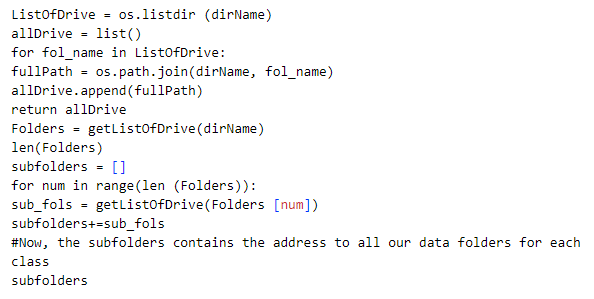 ListOfDrive = os.listdir (dirName)
allDrive = list()
for fol_name in ListOfDrive:
fullPath = os.path.join(dirName, fol_name)
allDrive.append(fullPath)
return allDrive
Folders = getListOfDrive(dirName)
len(Folders)
subfolders = []
for num in range(len (Folders)):
sub_fols = getListOfDrive(Folders [num])
subfolders+=sub_fols
#Now, the subfolders contains the address to all our data folders for each
class
subfolders